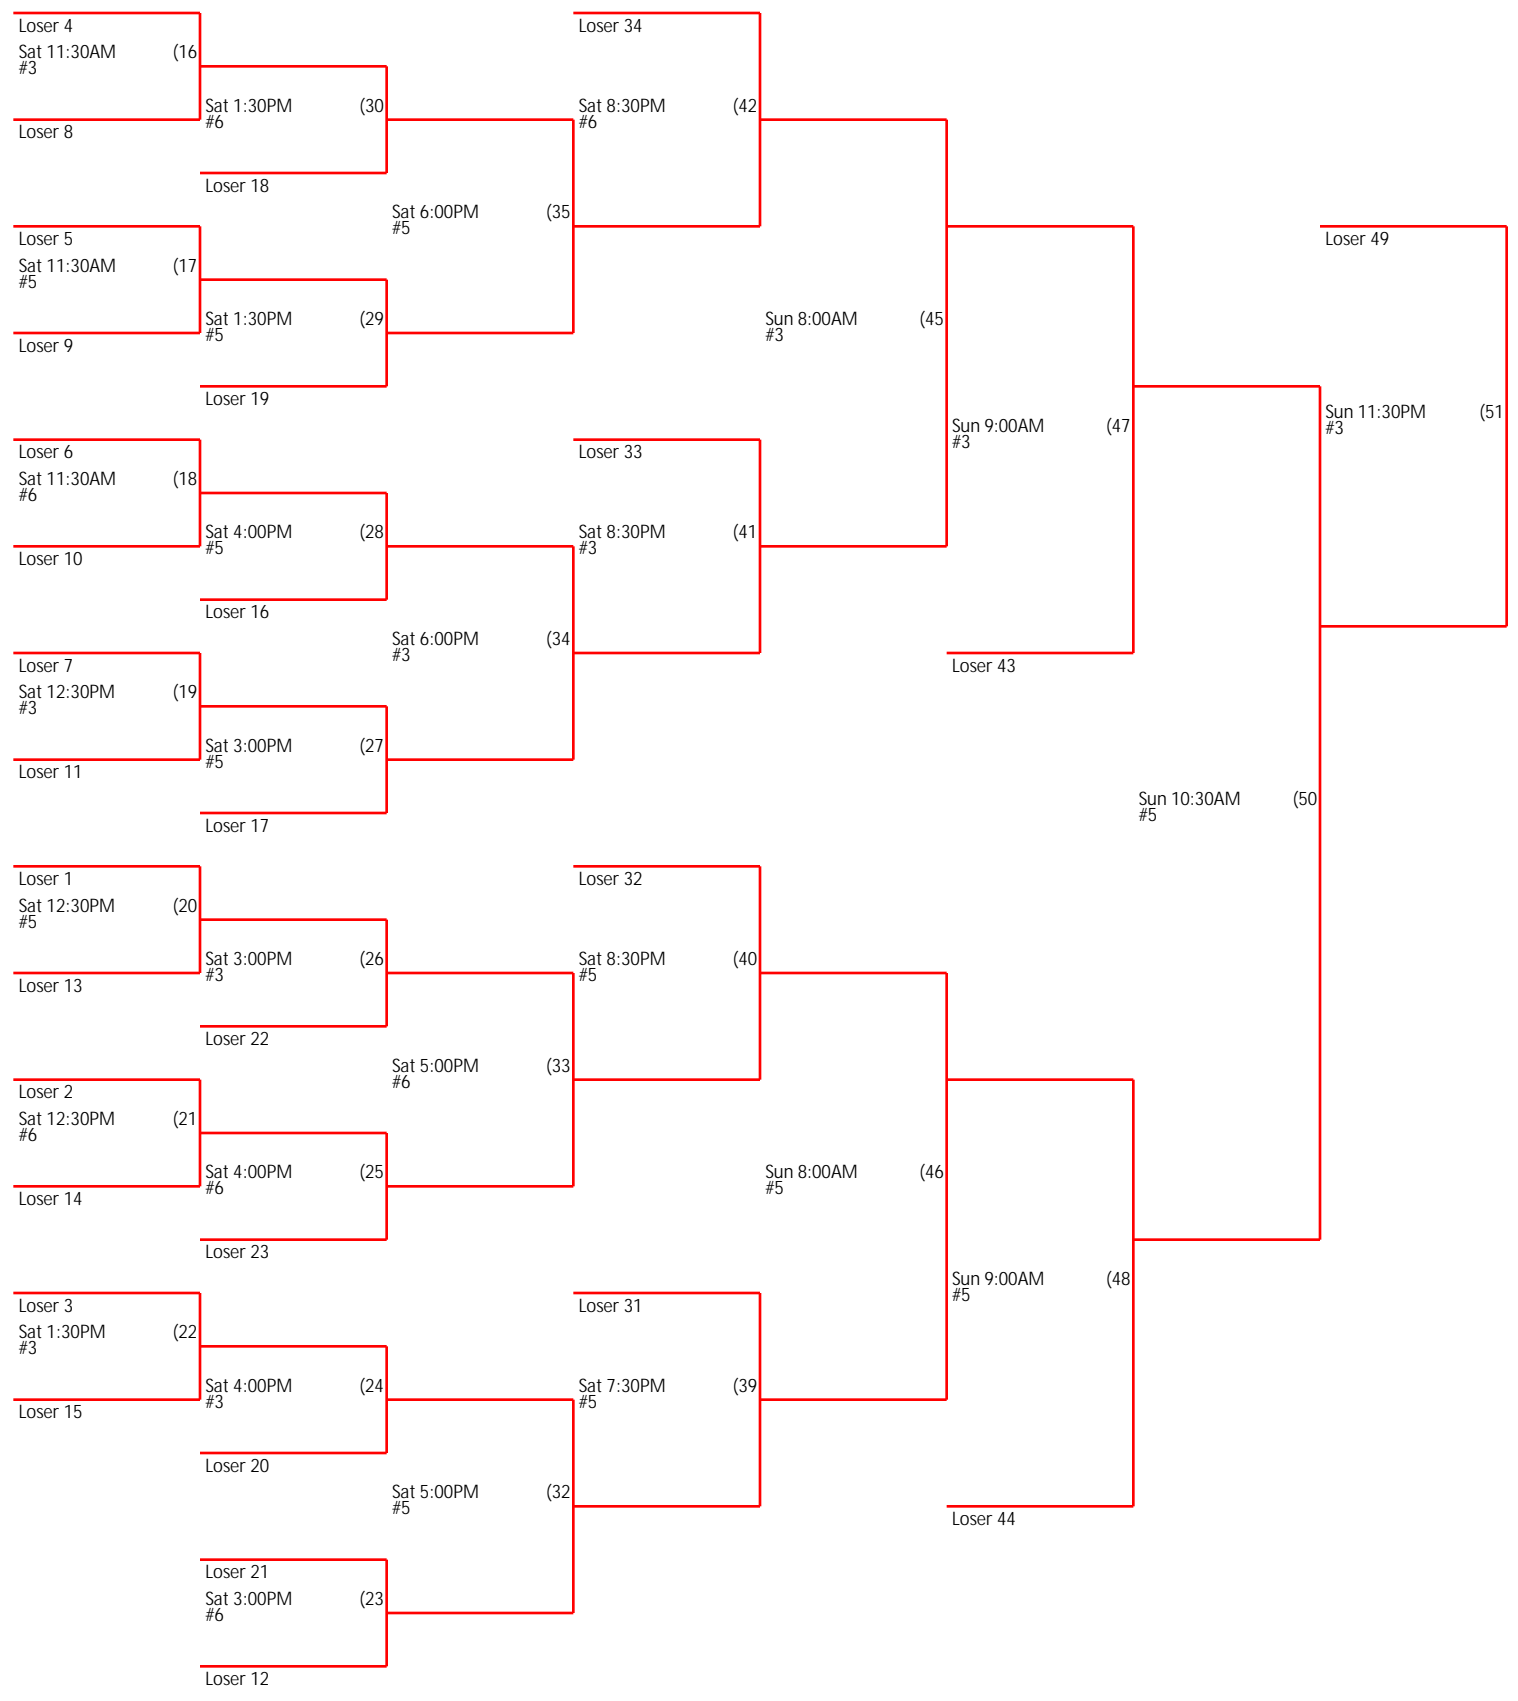 Loser 4
Loser 34
Sat 11:30AM (16
#3
Sat 1:30PM (30
#6
Sat 8:30PM (42
#6
Loser 8
Loser 18
Sat 6:00PM (35
#5
Loser 5
Loser 49
Sat 11:30AM (17
#5
Sat 1:30PM (29
#5
Sun 8:00AM (45
#3
Loser 9
Loser 19
Sun 11:30PM (51
#3
Sun 9:00AM (47
#3
Loser 6
Loser 33
Sat 11:30AM (18
#6
Sat 4:00PM (28
#5
Sat 8:30PM (41
#3
Loser 10
Loser 16
Sat 6:00PM (34
#3
Loser 7
Loser 43
Sat 12:30PM (19
#3
Sat 3:00PM (27
#5
Loser 11
Sun 10:30AM (50
#5
Loser 17
Loser 1
Loser 32
Sat 12:30PM (20
#5
Sat 3:00PM (26
#3
Sat 8:30PM (40
#5
Loser 13
Loser 22
Sat 5:00PM (33
#6
Loser 2
Sat 12:30PM (21
#6
Sat 4:00PM (25
#6
Sun 8:00AM (46
#5
Loser 14
Loser 23
Sun 9:00AM (48
#5
Loser 3
Loser 31
Sat 1:30PM (22
#3
Sat 4:00PM (24
#3
Sat 7:30PM (39
#5
Loser 15
Loser 20
Sat 5:00PM (32
#5
Loser 44
Loser 21
Sat 3:00PM (23
#6
Loser 12